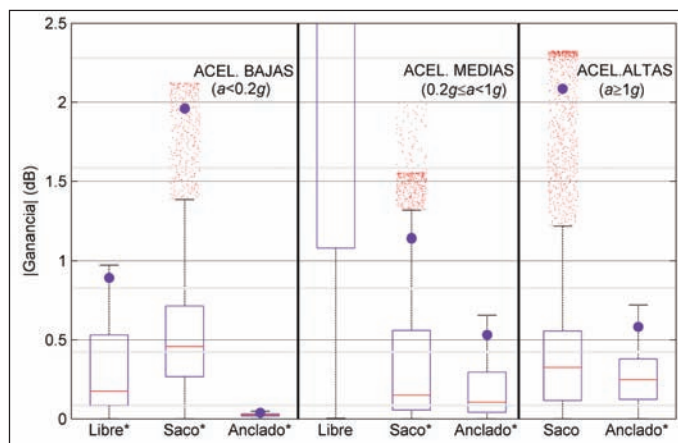 2.5
2
1.5
1
0.5
0
|Ganancia| (dB)
ACEL. BAJAS
(a<0.2g)
ACEL. MEDIAS
(0.2g≤a<1g)
ACEL.ALTAS
(a≥1g)
Libre*
Saco*
Anclado*
Libre
Saco*
Anclado*
Saco
Anclado*